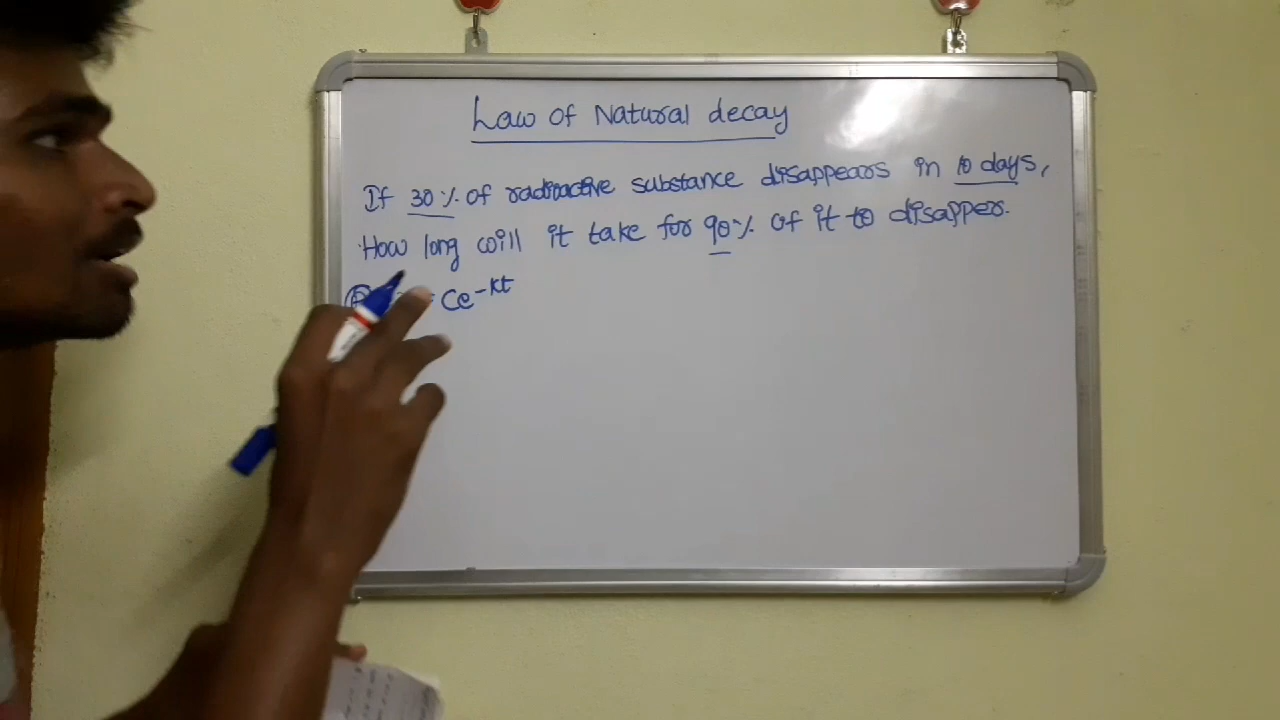 Law of Natural decay
If 30% of radioactive substance disappears in 10 days,
How long will it take for 90% of it to disappers.
= Ce-kt